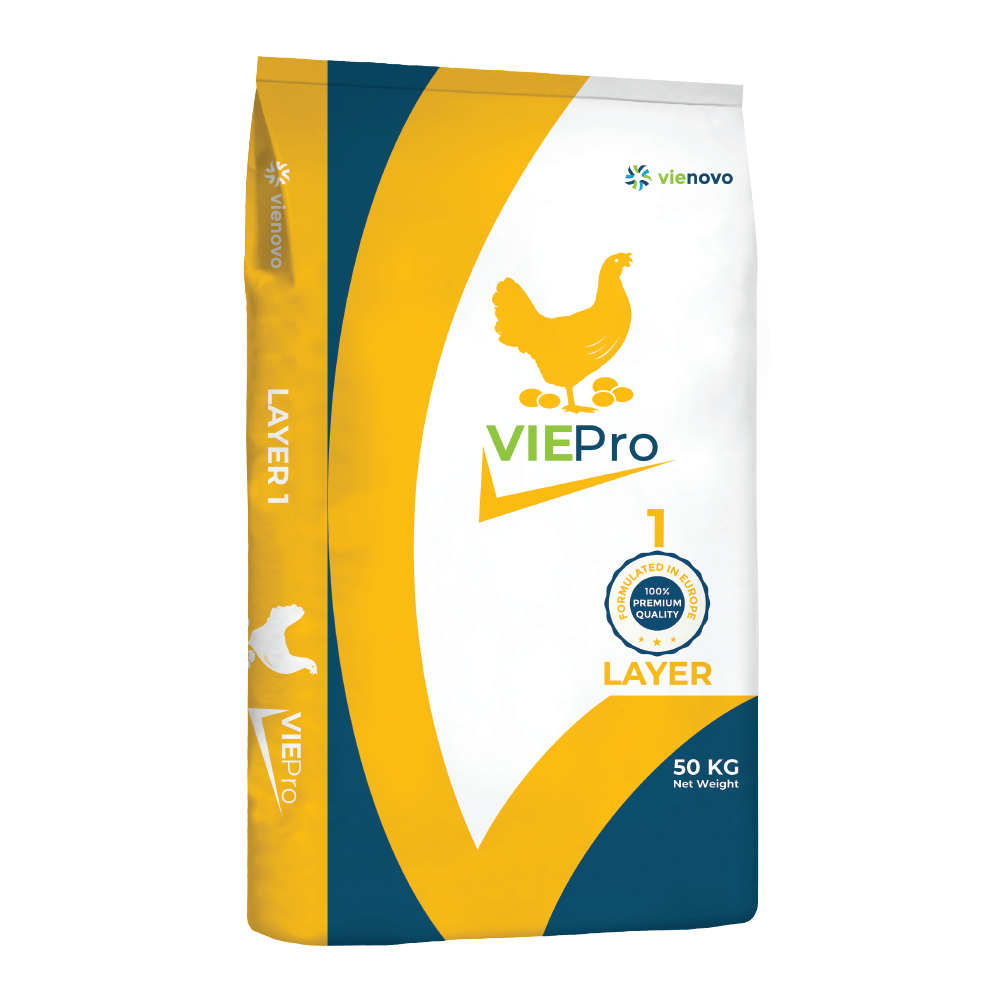 vienovo
VIEPro
1
FORMULATED IN EUROPE
100%
PREMIUM
QUALITY
LAYER
50 KG
Net Weight
vienovo
LAYER 1
VIEPro